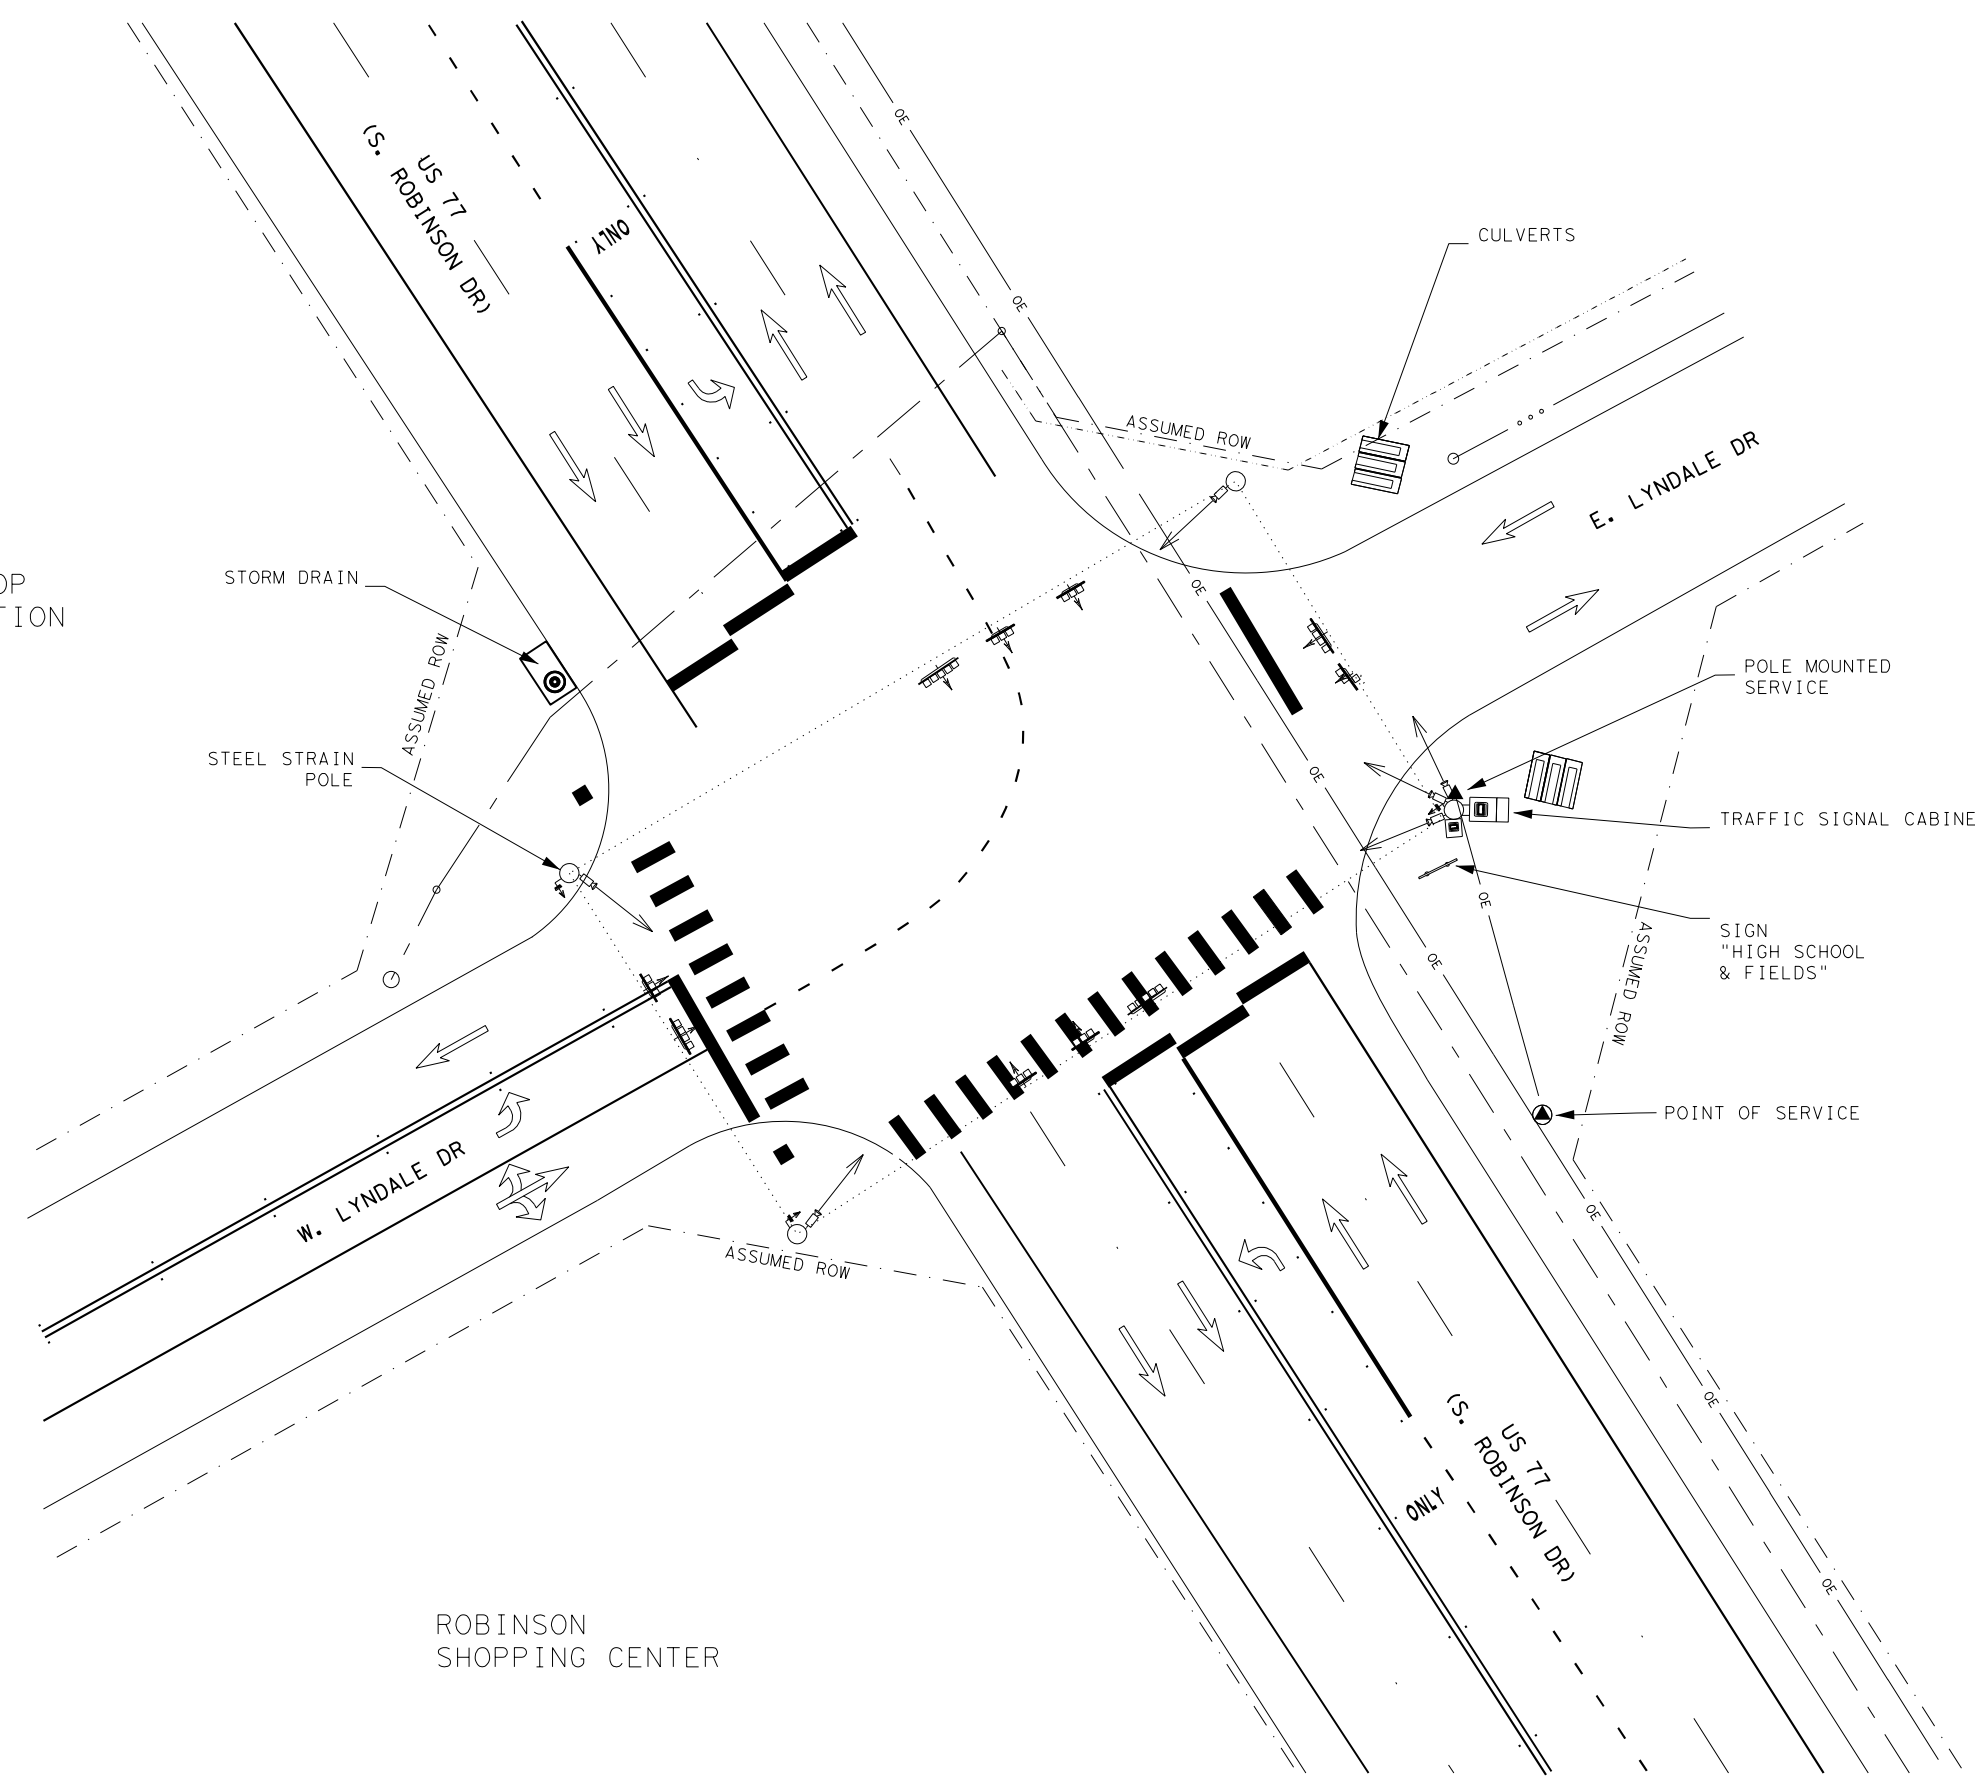 US 77
(S. ROBINSON DR)
ONLY
OE
CULVERTS
OE
ASSUMED ROW
E. LYNDALE DR
OP
TION
STORM DRAIN
OE
ASSUMED ROW
POLE MOUNTED
SERVICE
STEEL STRAIN
POLE
OE
TRAFFIC SIGNAL CABINE
OE
SIGN
"HIGH SCHOOL
& FIELDS"
OE
ASSUMED ROW
POINT OF SERVICE
W. LYNDALE DR
OE
ASSUMED ROW
OE
US 77
(S. ROBINSON DR)
ONLY
OE
ROBINSON
SHOPPING CENTER